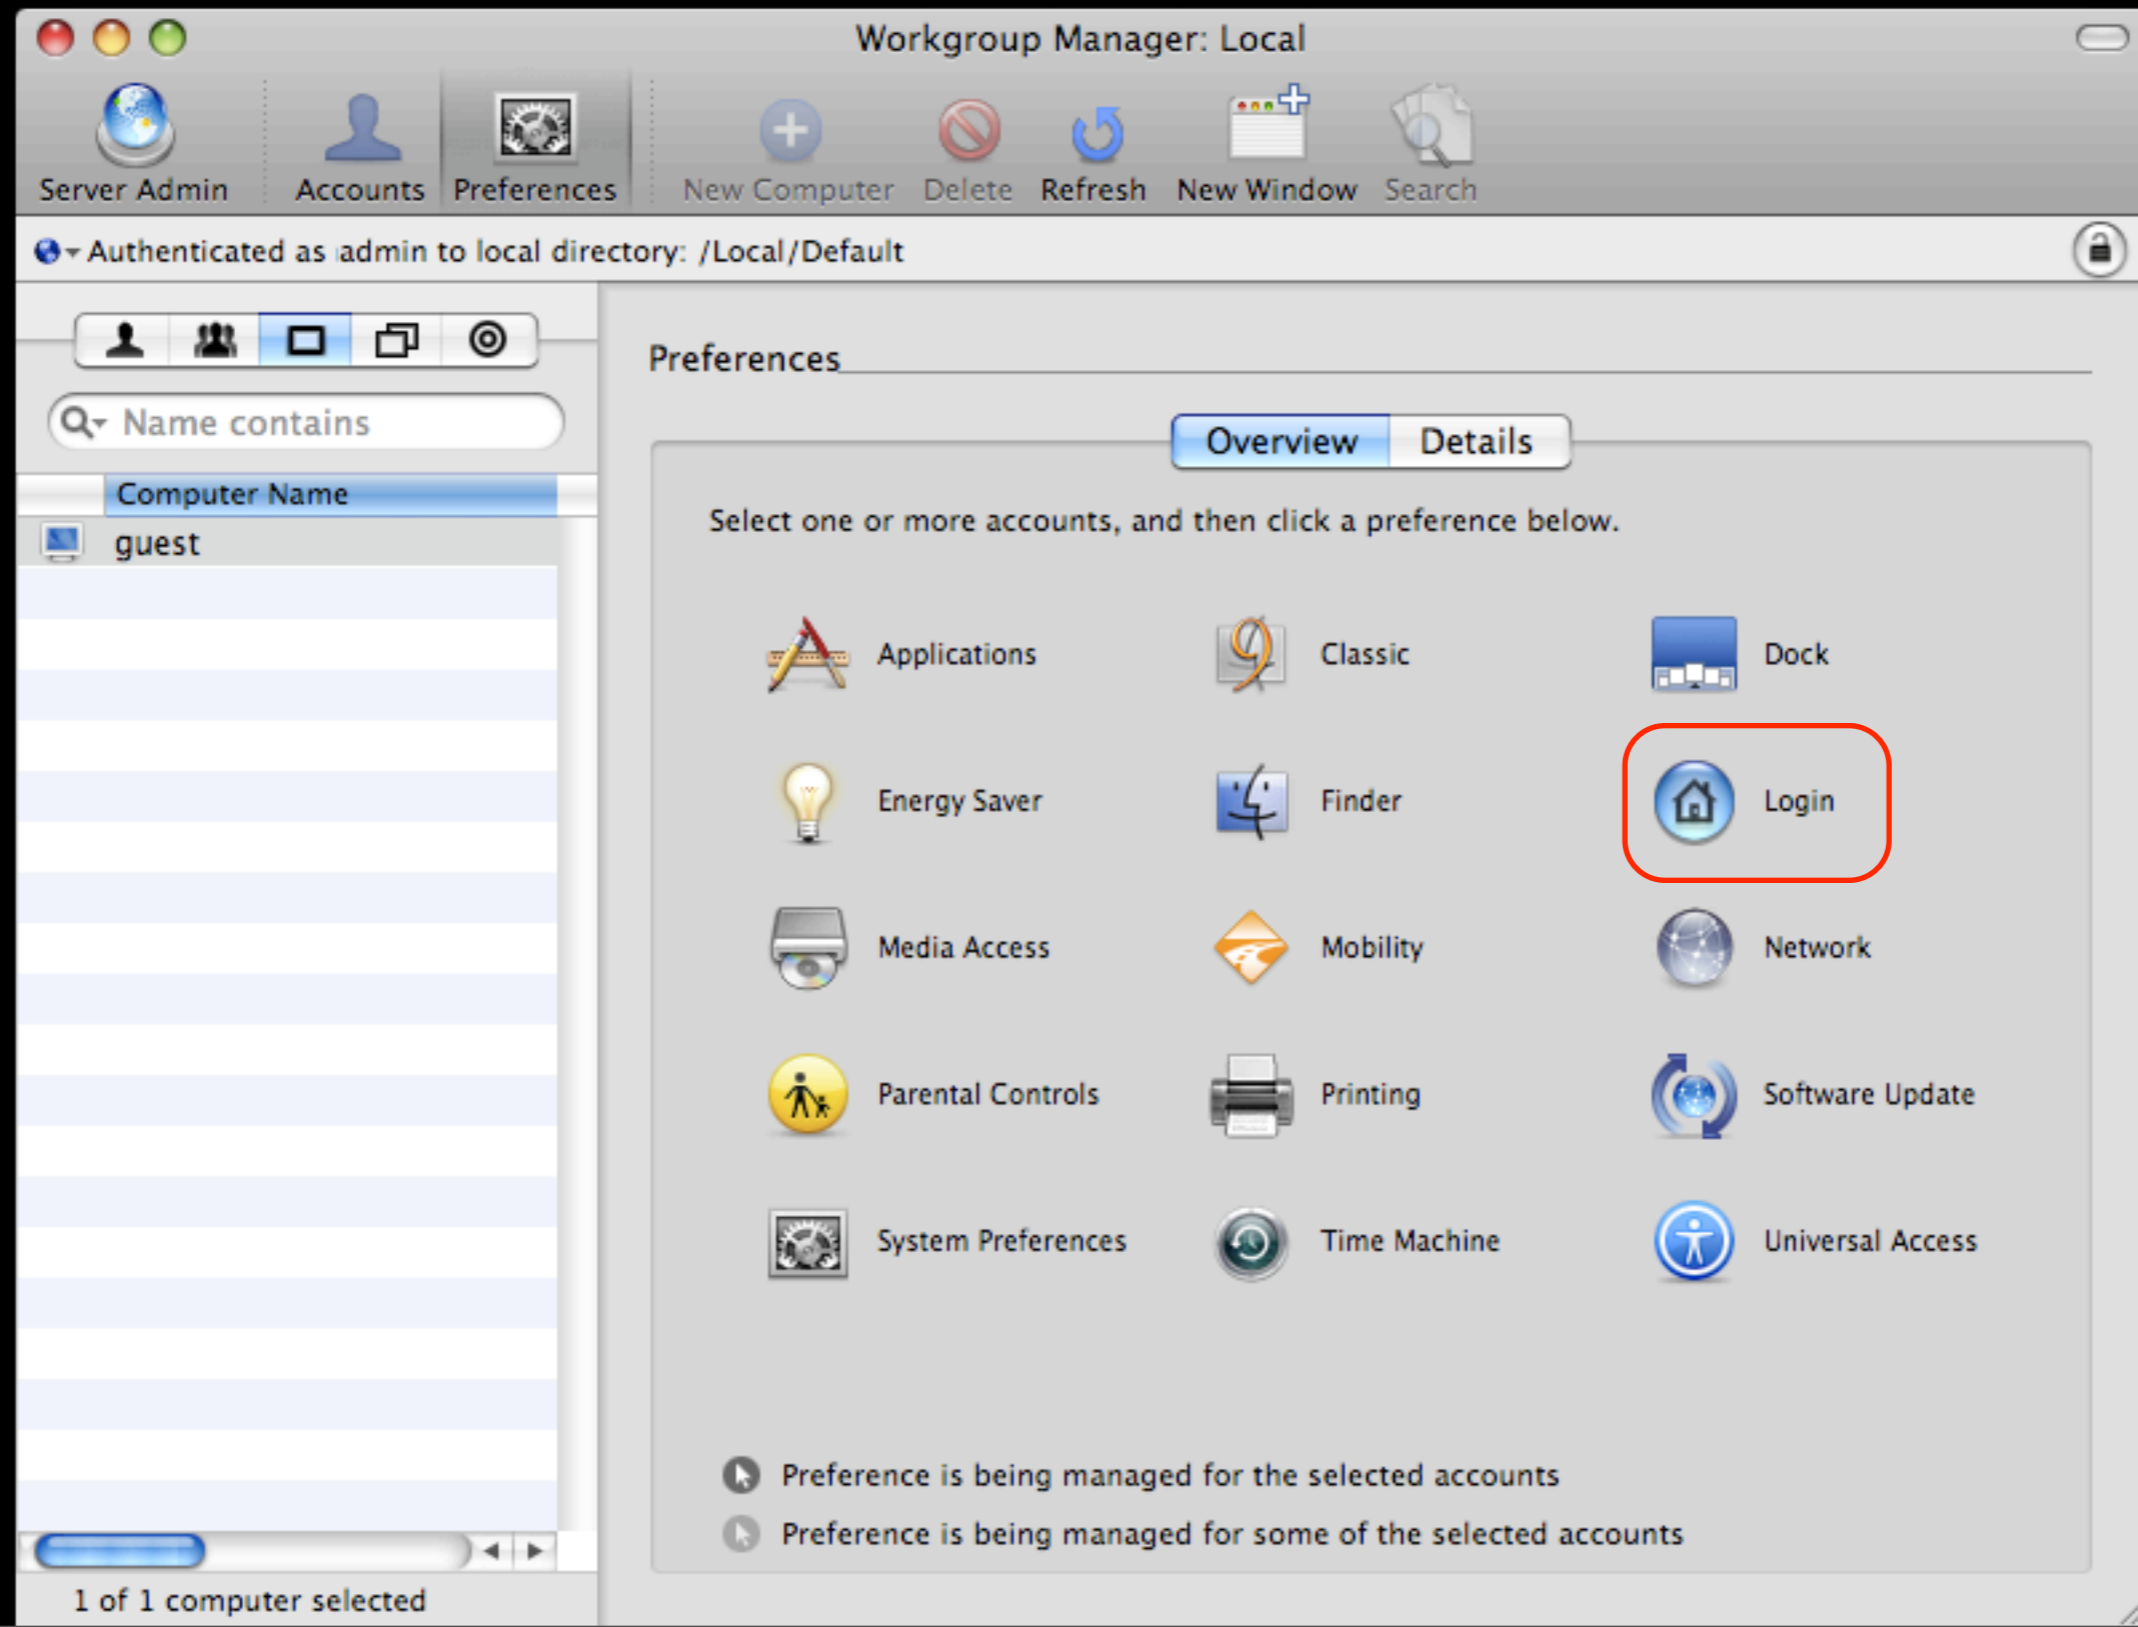 Workgroup Manager: Local
Server Admin Accounts Preferences New Computer Delete Refresh New Window Search
Authenticated as admin to local directory: /Local/Default
Name contains
Computer Name
guest
Preferences
Overview Details
Select one or more accounts, and then click a preference below.
Applications Classic Dock
Energy Saver Finder Login
Media Access Mobility Network
Parental Controls Printing Software Update
System Preferences Time Machine Universal Access
Preference is being managed for the selected accounts
Preference is being managed for some of the selected accounts
1 of 1 computer selected